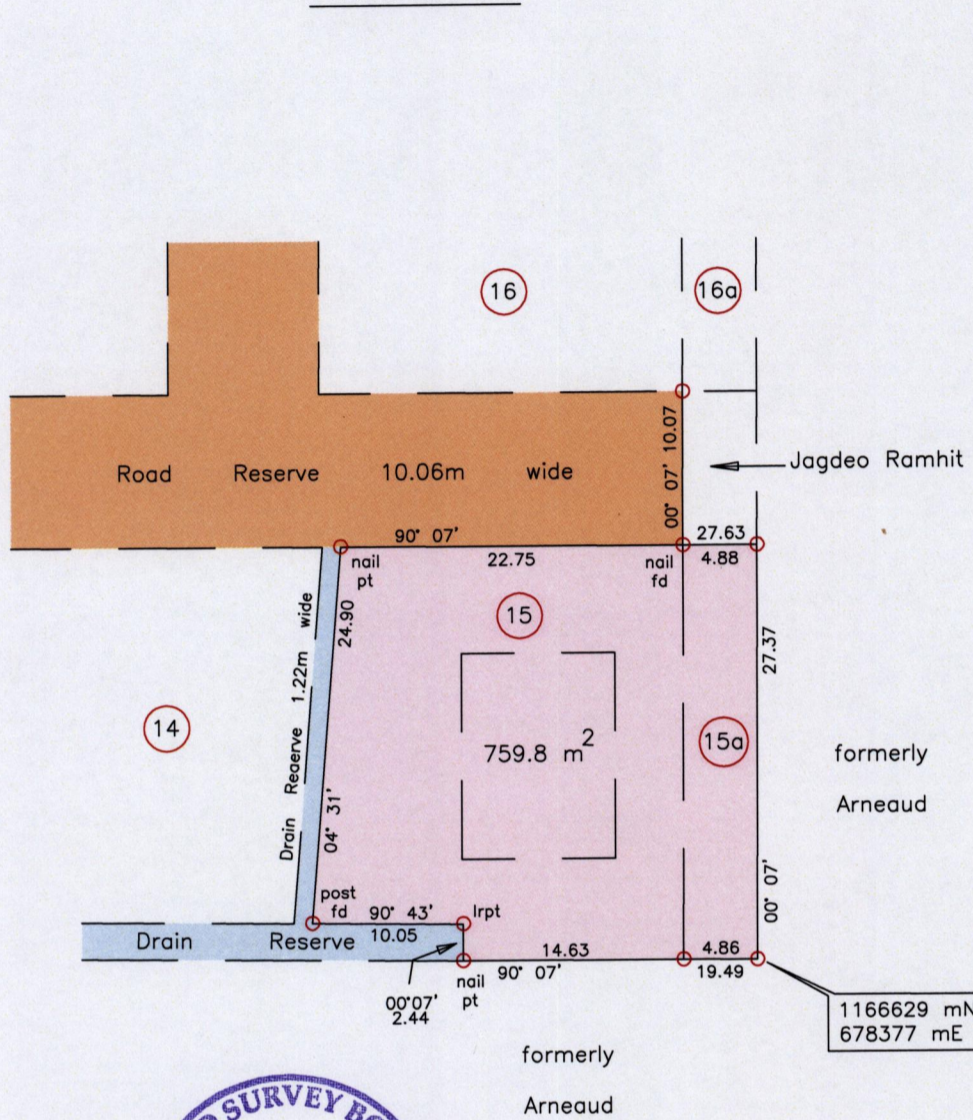 16
16a
00° 07' 10.07
Road Reserve 10.06m wide
Jagdeo Ramhit
90° 07'
22.75
27.63
4.88
nail
pt
nail
fd
15
24.90
04° 31'
Drain Reaerve 1.22m wide
27.37
00° 07'
14
759.8 m²
15a
formerly
Arneaud
post
fd
90° 43'
10.05
Irpt
Drain Reserve
14.63
90° 07'
4.86
19.49
nail
pt
00°07'
2.44
1166629 mN
678377 mE
formerly
Arneaud
SURVEY